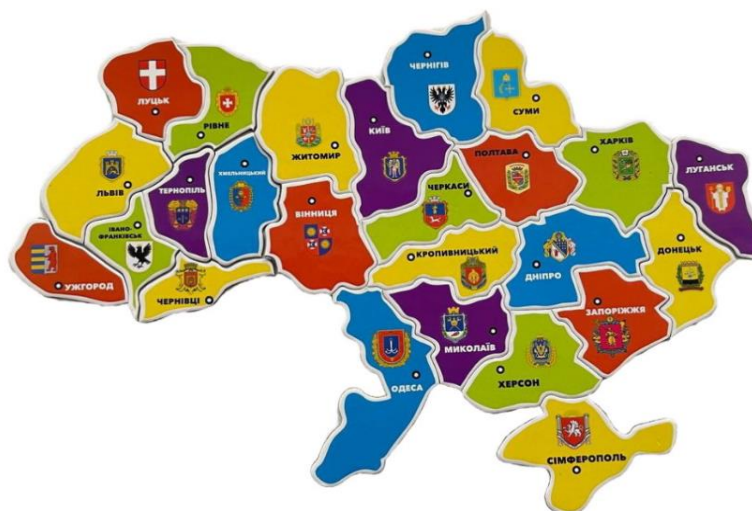 ЧЕРНІГІВ
ЛУЦЬК
СУМИ
РІВНЕ
КИЇВ
ЖИТОМИР
ПОЛТАВА
ХАРКІВ
ЛУГАНСЬК
ЛЬВІВ
ТЕРНОПІЛЬ
ХМЕЛЬНИЦЬКИЙ
ЧЕРКАСИ
ВІННИЦЯ
ІВАНО-
ФРАНКІВСЬК
ДОНЕЦЬК
КРОПИВНИЦЬКИЙ
ДНІПРО
УЖГОРОД
ЧЕРНІВЦІ
ЗАПОРІЖЖЯ
МИКОЛАЇВ
ОДЕСА
ХЕРСОН
СІМФЕРОПОЛЬ